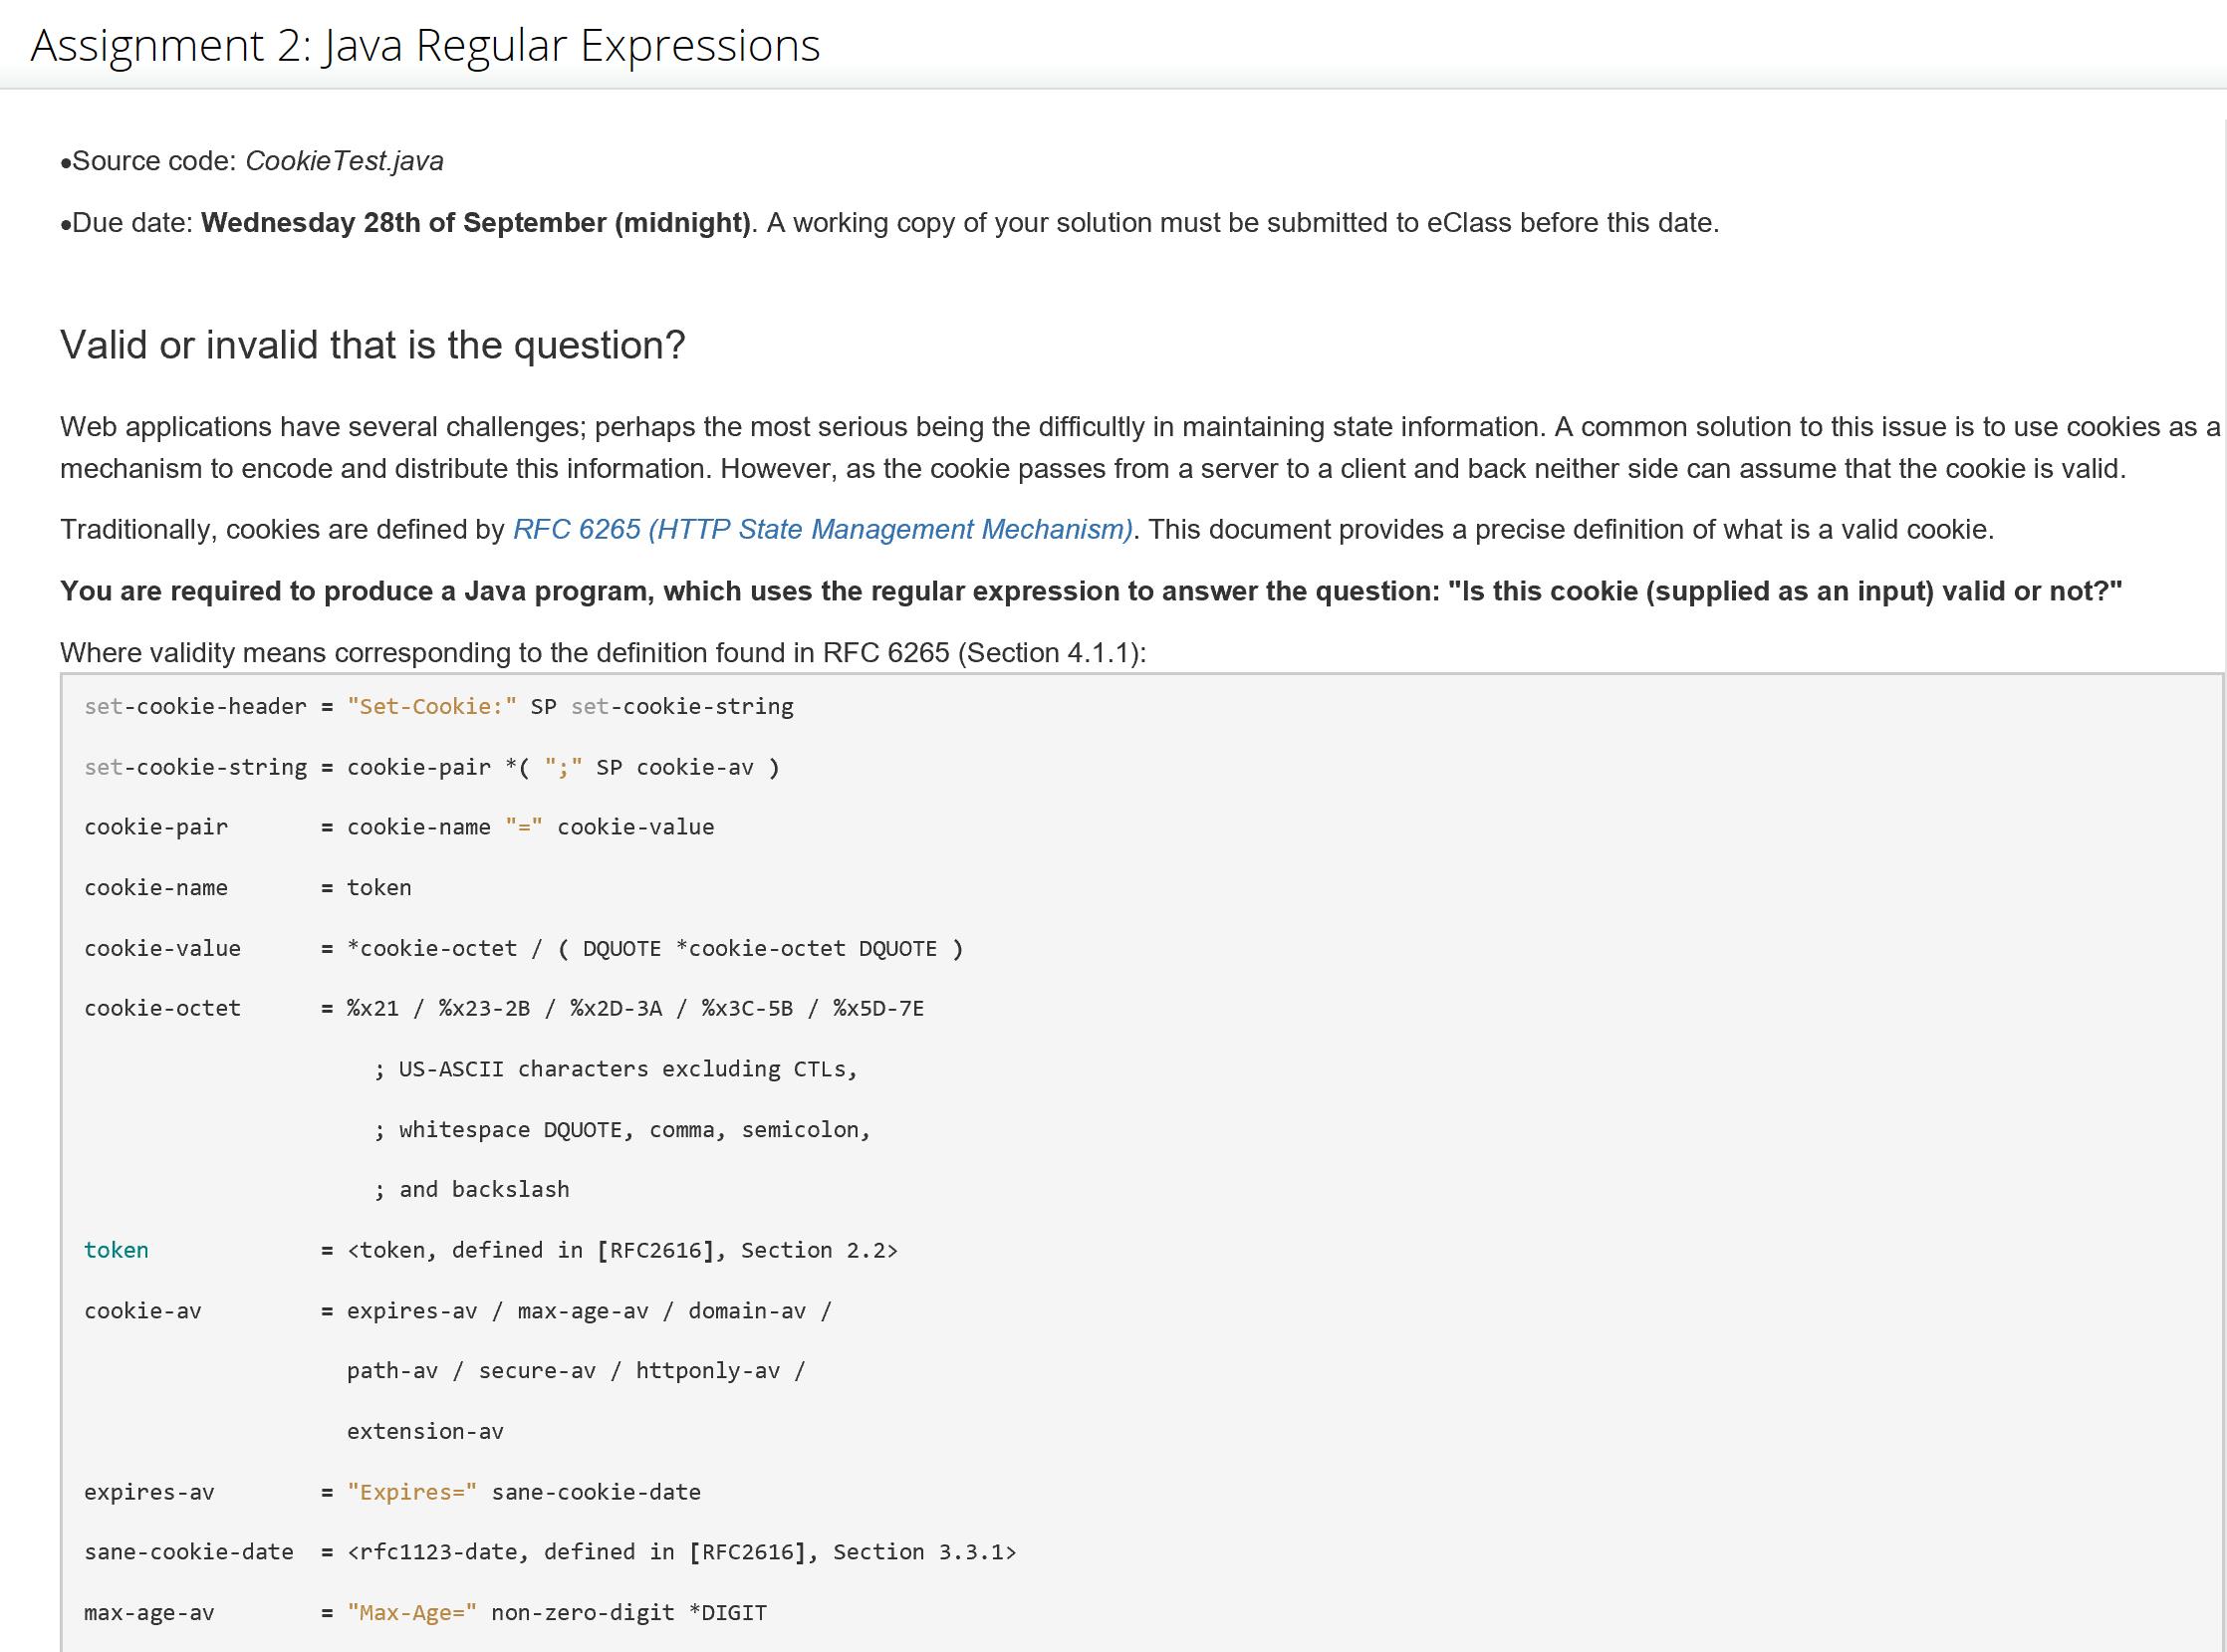 Assignment 2: Java Regular Expressions
•Source code: CookieTest.java
•Due date: Wednesday 28th of September (midnight). A working copy of your solution must be submitted to eClass before this date.
Valid or invalid that is the question?
Web applications have several challenges; perhaps the most serious being the difficultly in maintaining state information. A common solution to this issue is to use cookies as a
mechanism to encode and distribute this information. However, as the cookie passes from a server to a client and back neither side can assume that the cookie is valid.
Traditionally, cookies are defined by RFC 6265 (HTTP State Management Mechanism). This document provides a precise definition of what is a valid cookie.
You are required to produce a Java program, which uses the regular expression to answer the question: "Is this cookie (supplied as an input) valid or not?"
Where validity means corresponding to the definition found in RFC 6265 (Section 4.1.1):
set-cookie-header = "Set-Cookie:" SP set-cookie-string
set-cookie-string = cookie-pair *( ";" SP cookie-av )
cookie-pair       = cookie-name "=" cookie-value
cookie-name       = token
cookie-value      = *cookie-octet / ( DQUOTE *cookie-octet DQUOTE )
cookie-octet      = %x21 / %x23-2B / %x2D-3A / %x3C-5B / %x5D-7E
; US-ASCII characters excluding CTLs,
; whitespace DQUOTE, comma, semicolon,
; and backslash
token             = <token, defined in [RFC2616], Section 2.2>
cookie-av         = expires-av / max-age-av / domain-av /
path-av / secure-av / httponly-av /
extension-av
expires-av        = "Expires=" sane-cookie-date
sane-cookie-date  = <rfc1123-date, defined in [RFC2616], Section 3.3.1>
max-age-av        = "Max-Age=" non-zero-digit *DIGIT